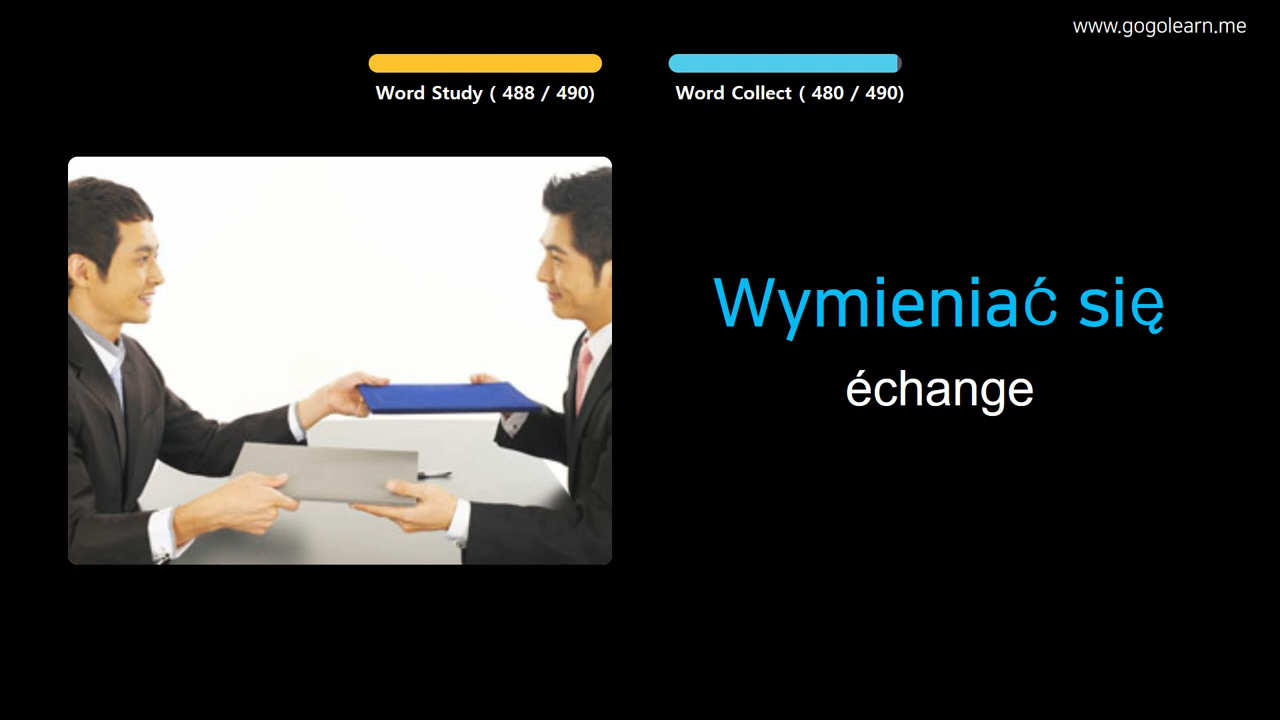 www.gogolearn.me
Word Study ( 488 / 490)
Word Collect ( 480 / 490)
Wymieniać się
échange